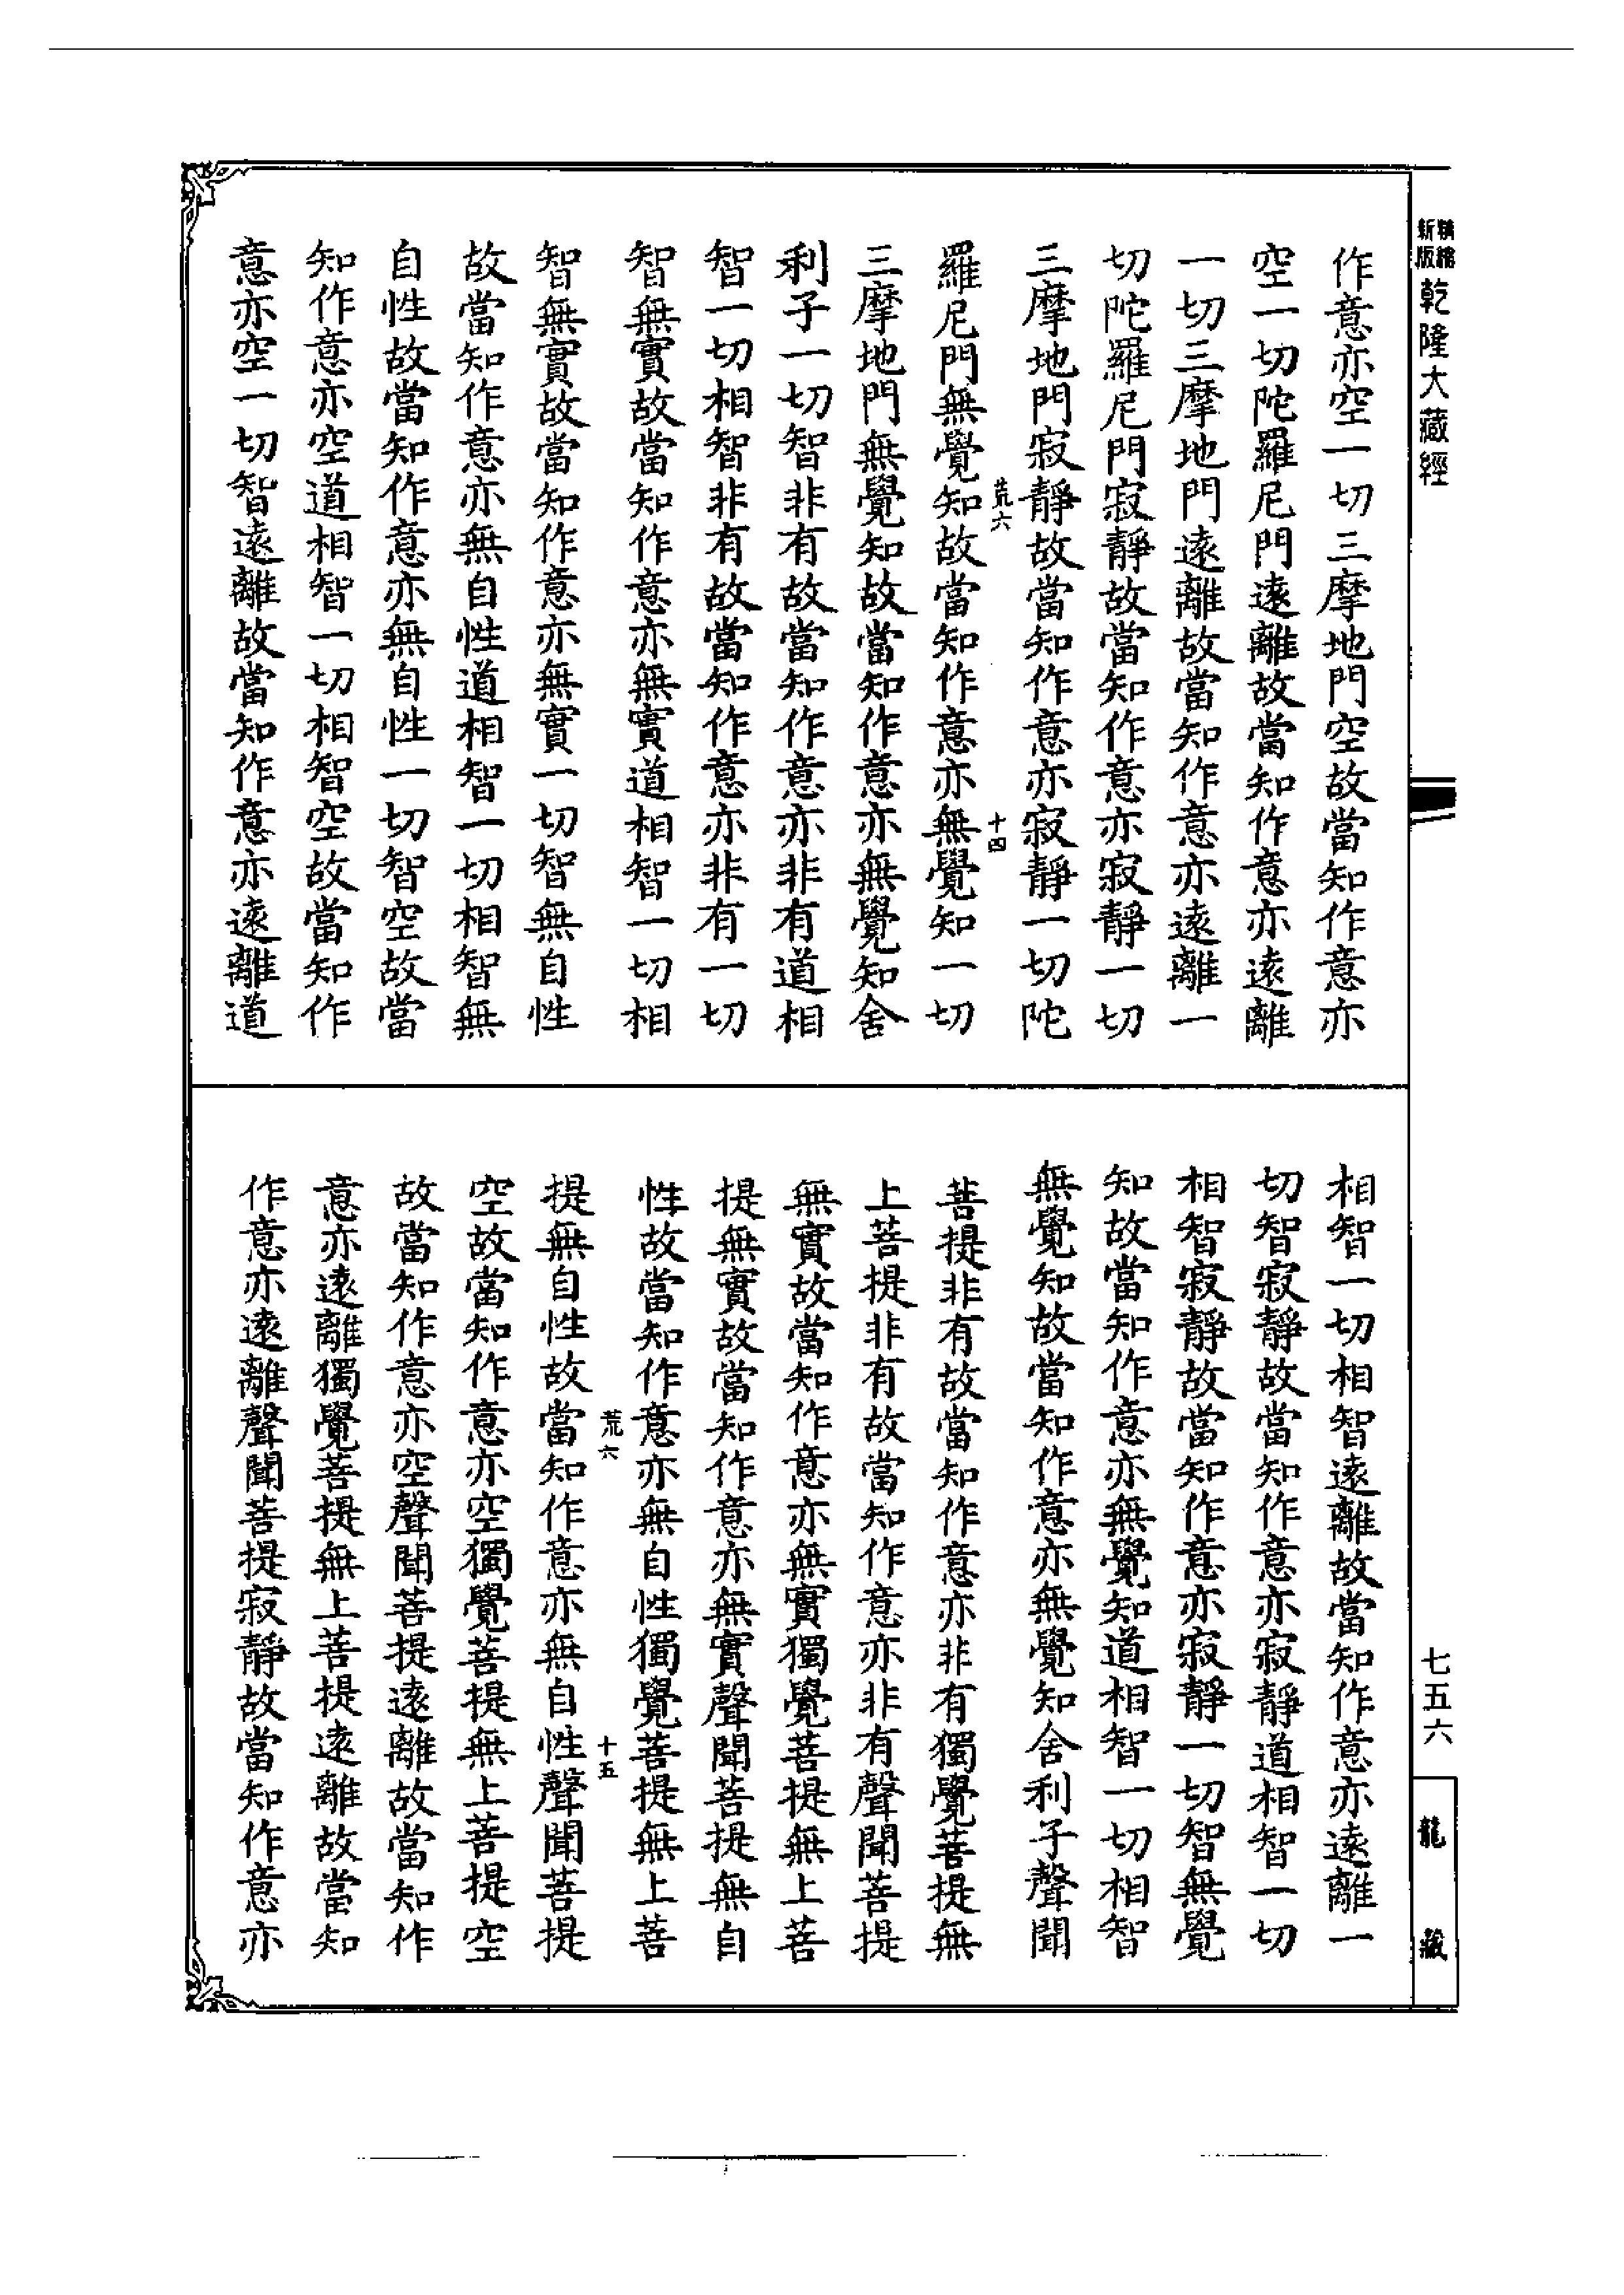 精縮
新版
乾隆大藏經
七五六
龍藏
作意亦空一切三摩地門空故當知作意亦
空一切陀羅尼門遠離故當知作意亦遠離
一切三摩地門遠離故當知作意亦遠離一
切陀羅尼門寂靜故當知作意亦寂靜一切
三摩地門寂靜故當知作意亦寂靜一切陀
荒六
十四
羅尼門無覺知故當知作意亦無覺知一切
三摩地門無覺知故當知作意亦無覺知舍
利子一切智非有故當知作意亦非有道相
智一切相智非有故當知作意亦非有一切
智無實故當知作意亦無實道相智一切相
智無實故當知作意亦無實一切智無自性
故當知作意亦無自性道相智一切相智無
自性故當知作意亦無自性一切智空故當
知作意亦空道相智一切相智空故當知作
意亦空一切智遠離故當知作意亦遠離道
相智一切相智遠離故當知作意亦遠離一
切智寂靜故當知作意亦寂靜道相智一切
相智寂靜故當知作意亦寂靜一切智無覺
知故當知作意亦無覺知道相智一切相智
無覺知故當知作意亦無覺知舍利子聲聞
菩提非有故當知作意亦非有獨覺菩提無
上菩提非有故當知作意亦非有聲聞菩提
無實故當知作意亦無實獨覺菩提無上菩
提無實故當知作意亦無實聲聞菩提無自
性故當知作意亦無自性獨覺菩提無上菩
荒六
十五
提無自性故當知作意亦無自性聲聞菩提
空故當知作意亦空獨覺菩提無上菩提空
故當知作意亦空聲聞菩提遠離故當知作
意亦遠離獨覺菩提無上菩提遠離故當知
作意亦遠離聲聞菩提寂靜故當知作意亦